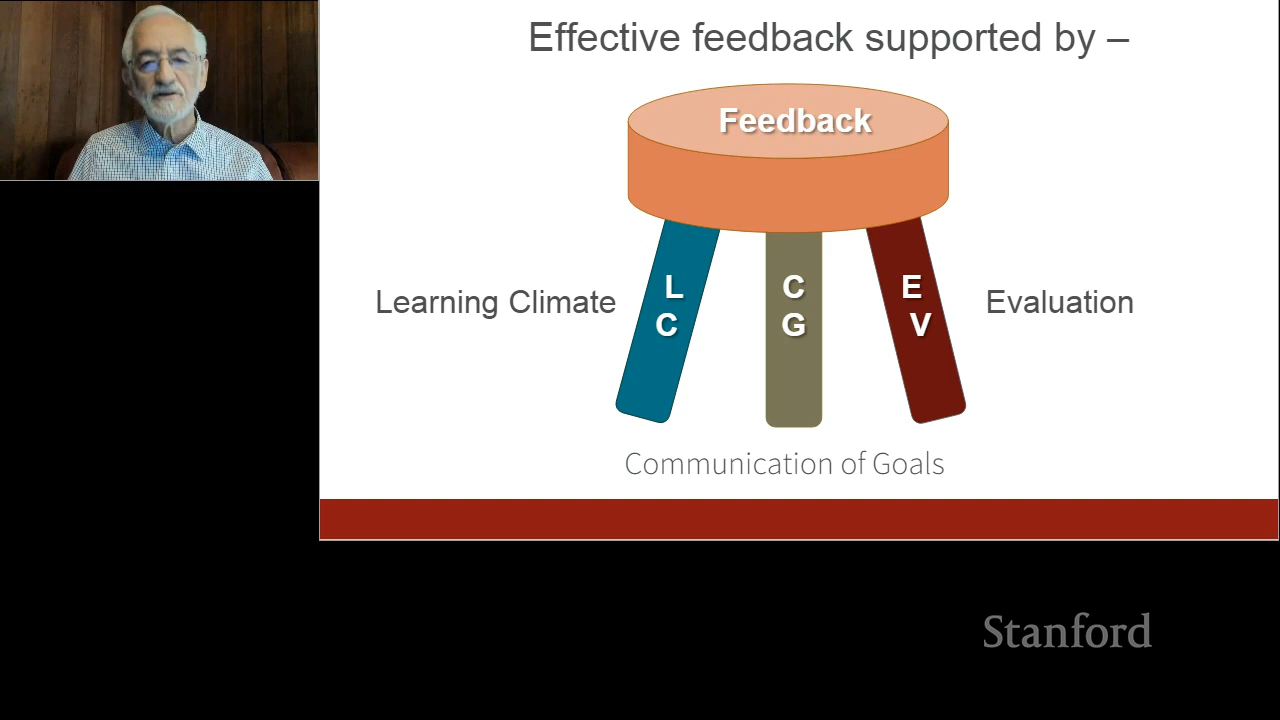 Effective feedback supported by –
Feedback
Learning Climate
L
C
C
G
E
V
Evaluation
Communication of Goals
Stanford